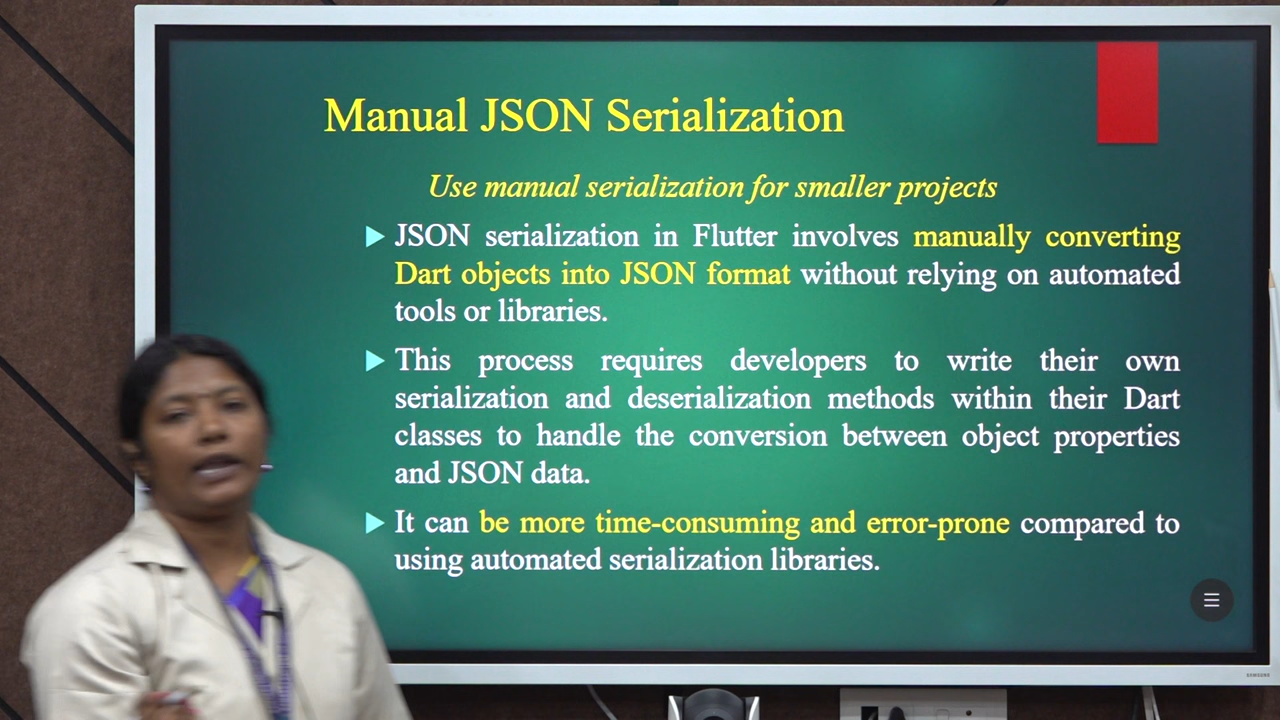 Manual JSON Serialization
Use manual serialization for smaller projects
JSON serialization in Flutter involves manually converting
Dart objects into JSON format without relying on automated
tools or libraries.
This process requires developers to write their own
serialization and deserialization methods within their Dart
classes to handle the conversion between object properties
and JSON data.
It can be more time-consuming and error-prone compared to
using automated serialization libraries.
SAMSUNG